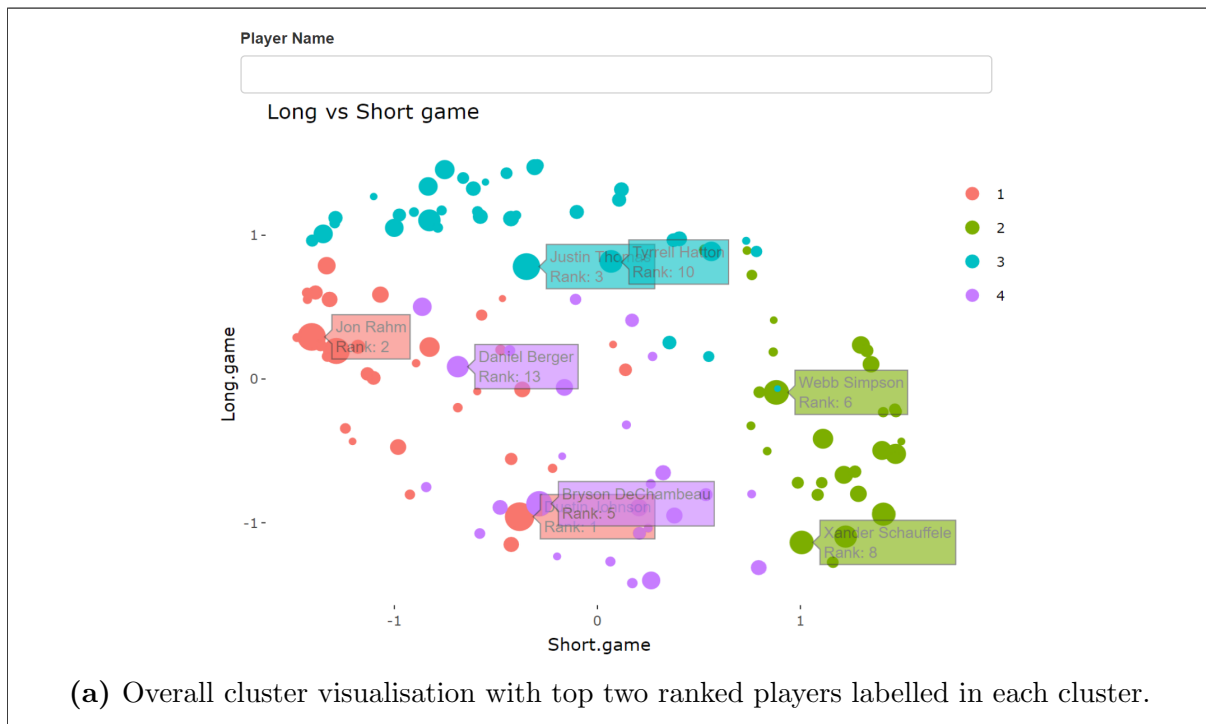 Player Name
Long vs Short game
1
2
3
4
Long.game
1
0
-1
Justin Thomas
Rank: 3
Tyrrell Hatton
Rank: 10
Jon Rahm
Rank: 2
Daniel Berger
Rank: 13
Webb Simpson
Rank: 6
Bryson DeChambeau
Rank: 5
Dustin Johnson
Rank: 1
Xander Schauffele
Rank: 8
-1
0
1
Short.game
(a) Overall cluster visualisation with top two ranked players labelled in each cluster.